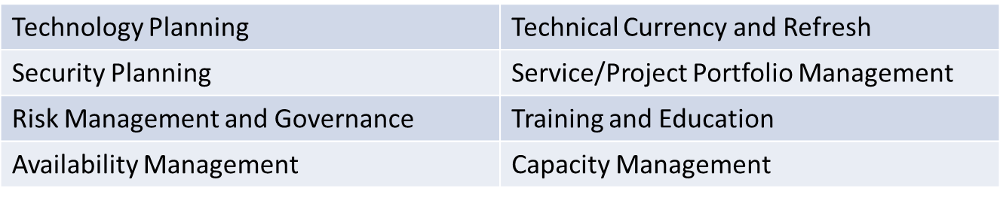 Technology Planning
Technical Currency and Refresh
Security Planning
Service/Project Portfolio Management
Risk Management and Governance
Training and Education
Availability Management
Capacity Management